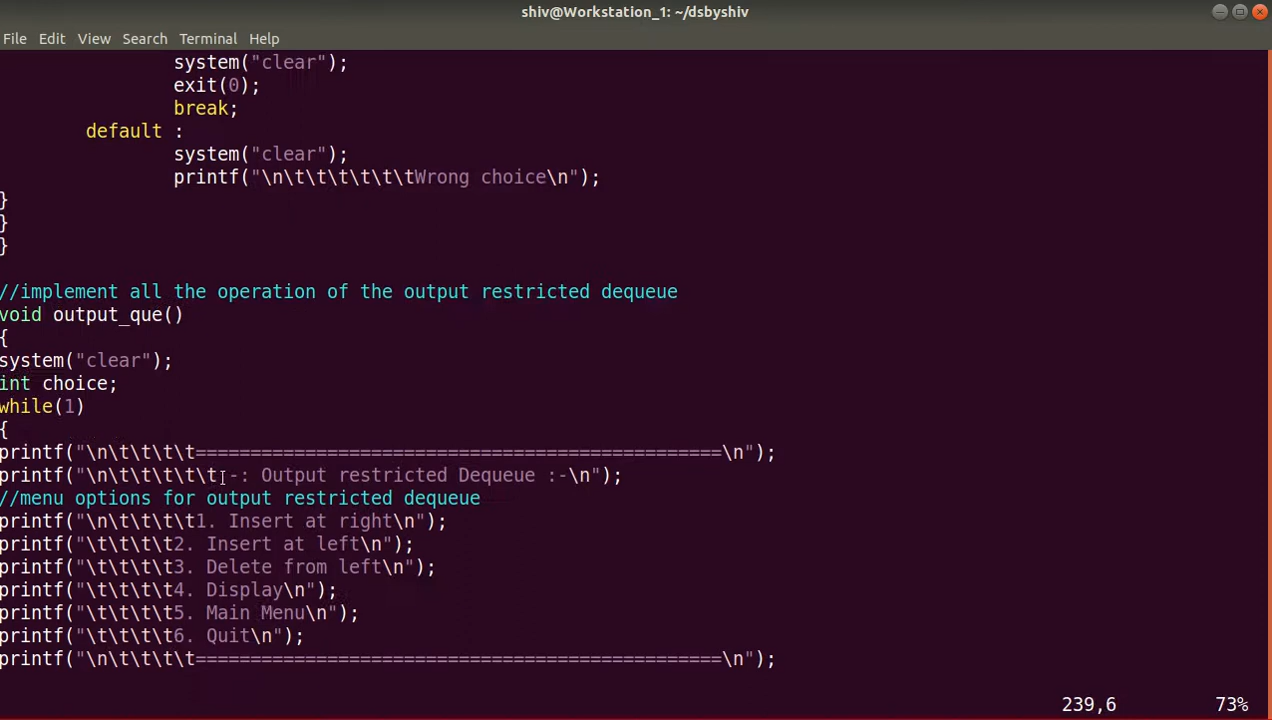 shiv@Workstation_1: ~/dsbyshiv
File Edit View Search Terminal Help
system("clear");
exit(0);
break;
default :
system("clear");
printf("\n\t\t\t\t\t\tWrong choice\n");
}
}
}
//implement all the operation of the output restricted dequeue
void output_que()
{
system("clear");
int choice;
while(1)
{
printf("\n\t\t\t\t================================================\n");
printf("\n\t\t\t\t\t-: Output restricted Dequeue :-\n");
//menu options for output restricted dequeue
printf("\n\t\t\t\t1. Insert at right\n");
printf("\t\t\t\t2. Insert at left\n");
printf("\t\t\t\t3. Delete from left\n");
printf("\t\t\t\t4. Display\n");
printf("\t\t\t\t5. Main Menu\n");
printf("\t\t\t\t6. Quit\n");
printf("\n\t\t\t\t================================================\n");
239,6 73%